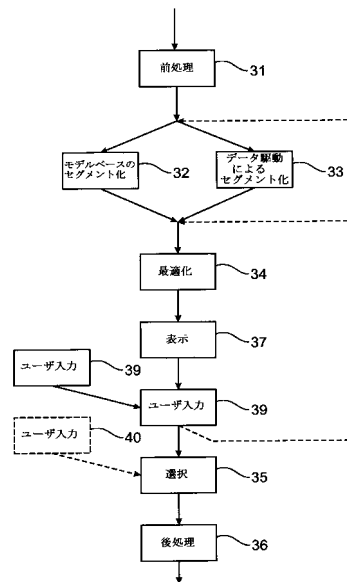 前処理
31
モデルベースの
セグメント化
32
データ駆動
による
セグメント化
33
最適化
34
表示
37
ユーザ入力
39
ユーザ入力
39
ユーザ入力
40
選択
35
後処理
36